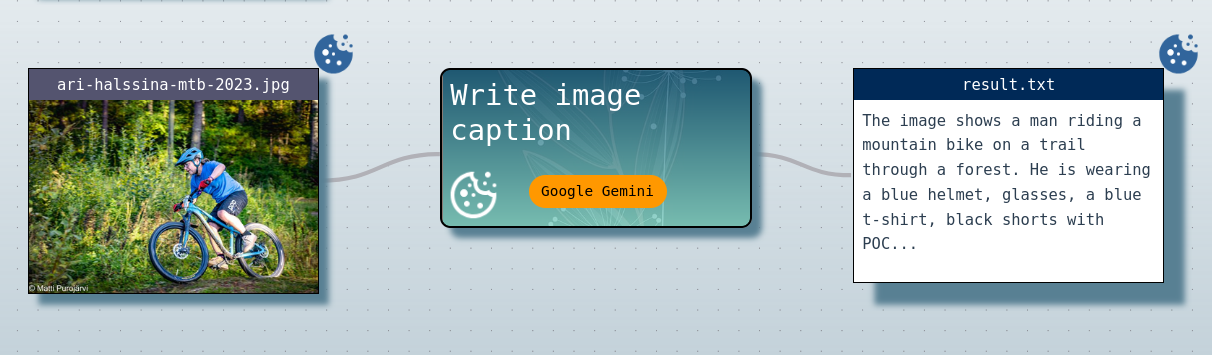 ari-halssina-mtb-2023.jpg
© Matti Purojärvi
Write image
caption
Google Gemini
result.txt
The image shows a man riding a
mountain bike on a trail
through a forest. He is wearing
a blue helmet, glasses, a blue
t-shirt, black shorts with
POC...